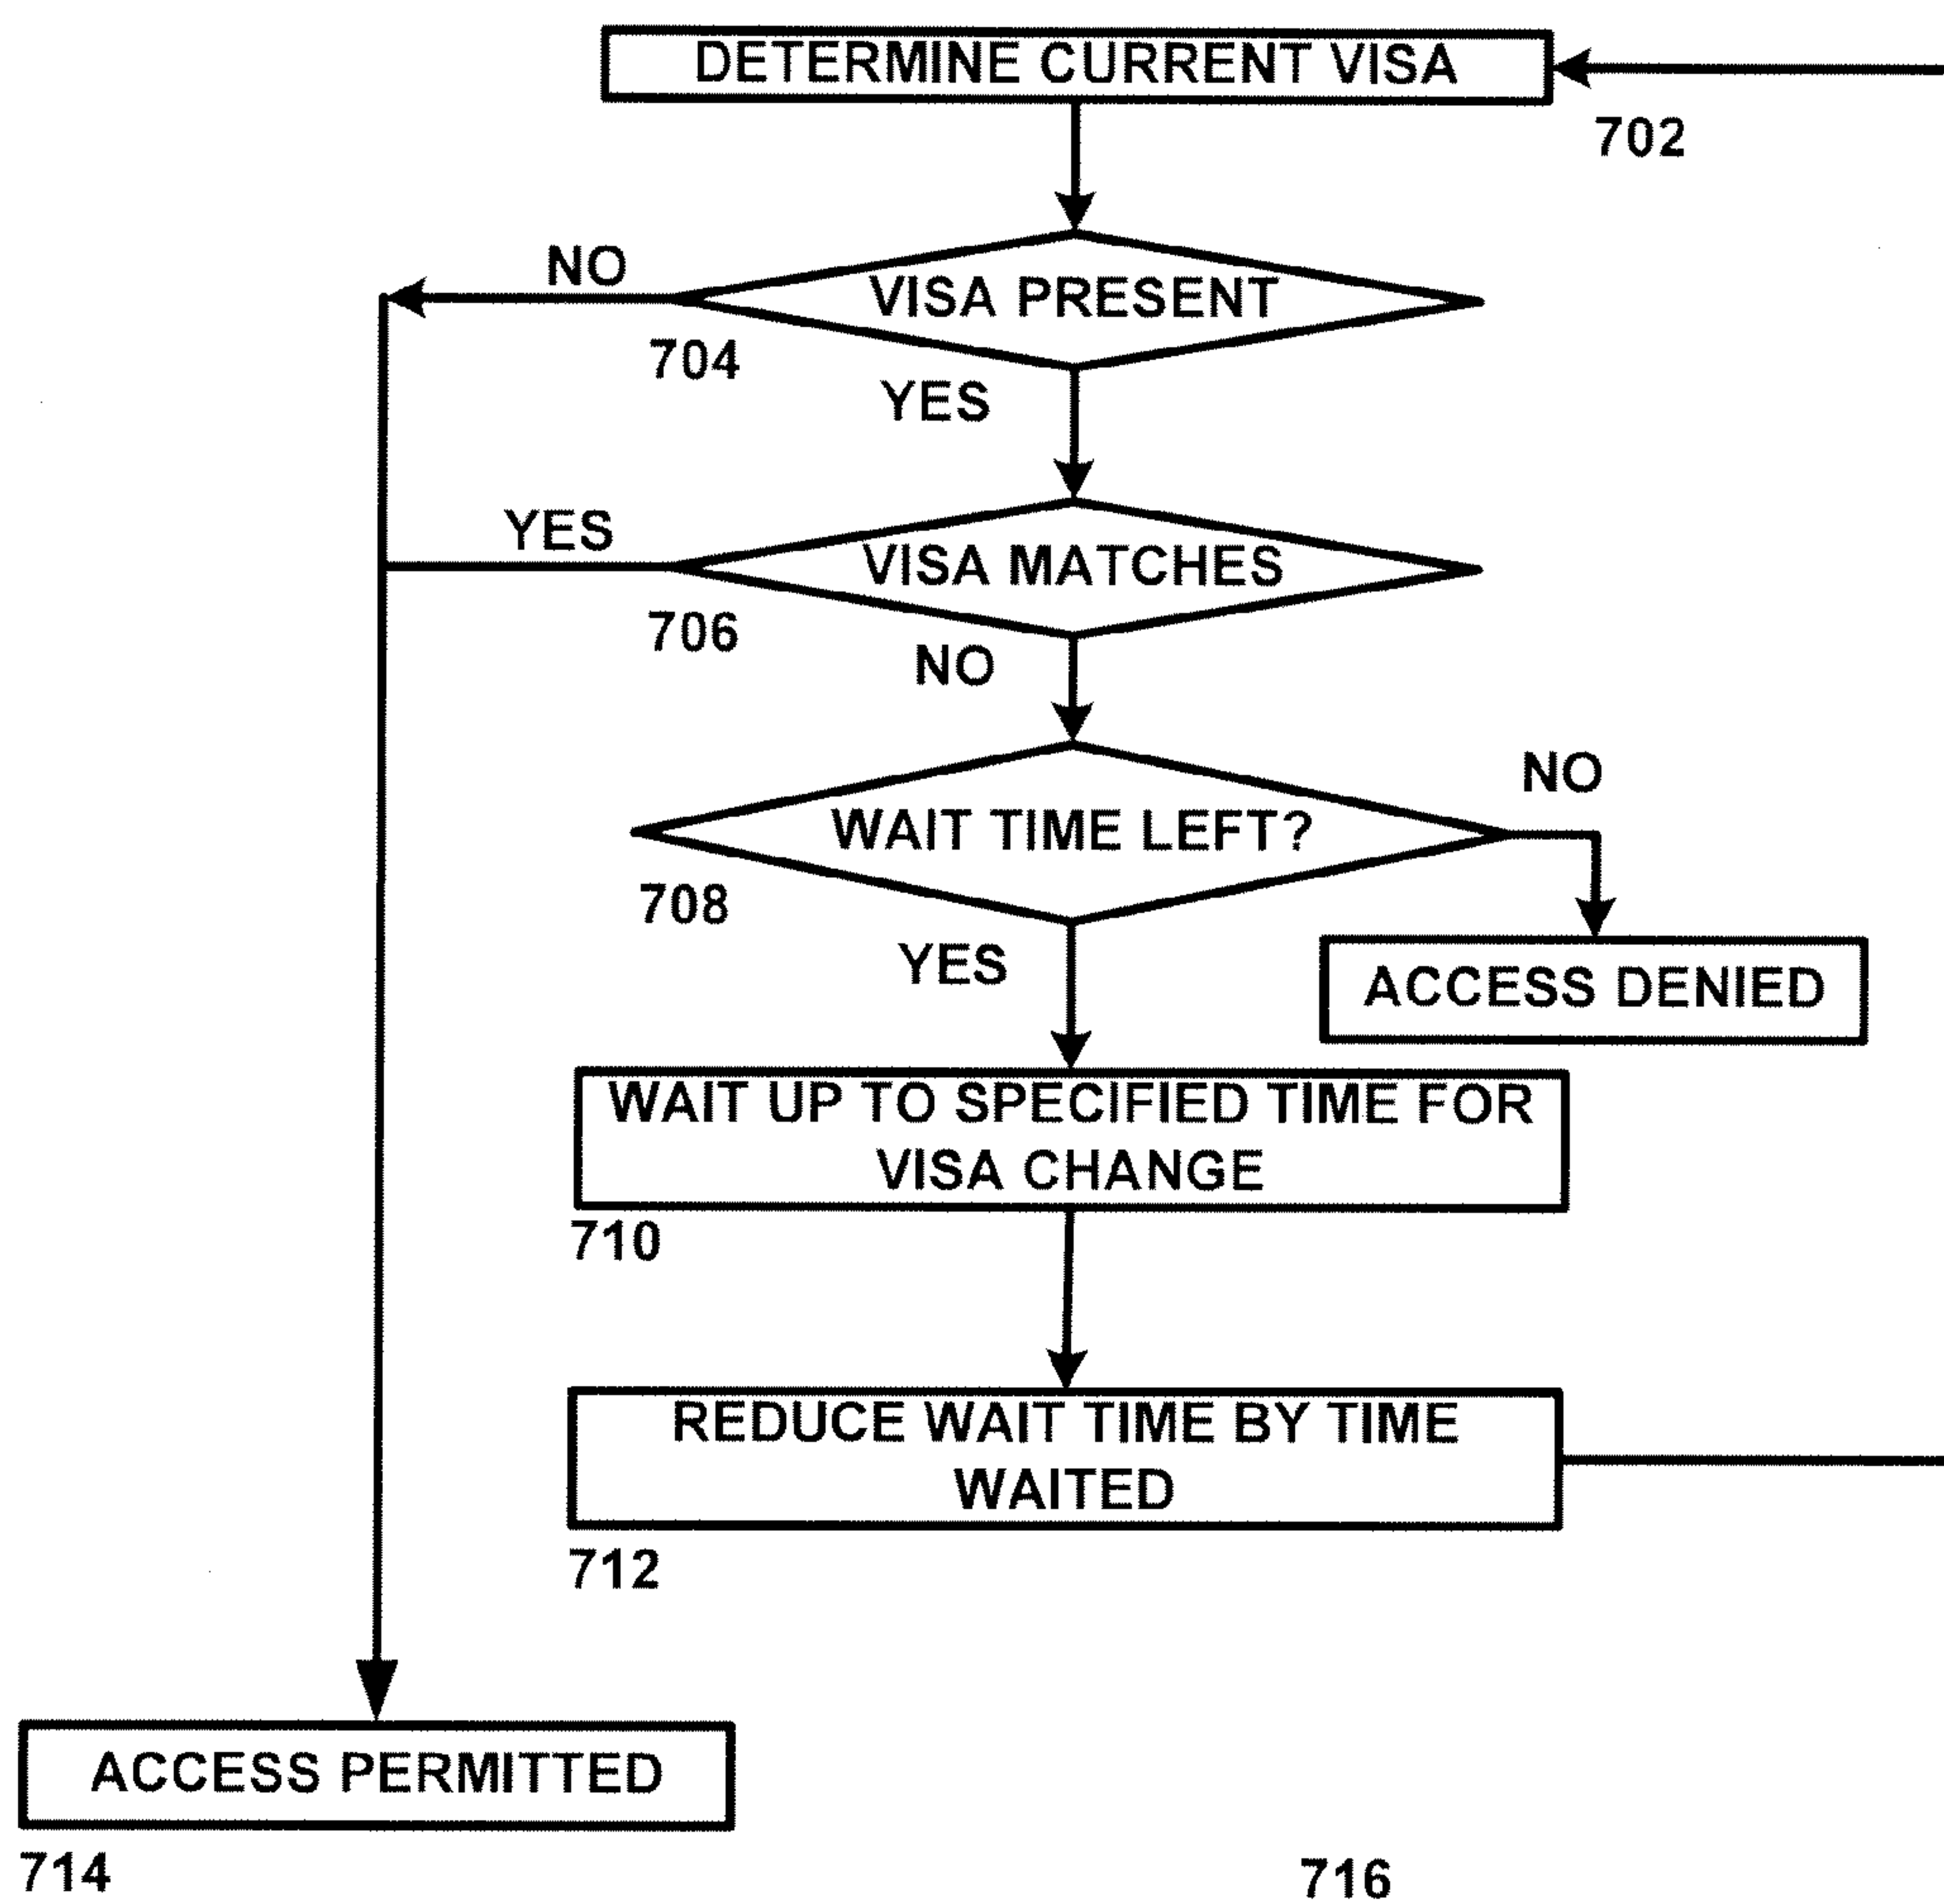 DETERMINE CURRENT VISA
702
NO
VISA PRESENT
704
YES
YES
VISA MATCHES
706
NO
NO
WAIT TIME LEFT?
708
YES
ACCESS DENIED
WAIT UP TO SPECIFIED TIME FOR
VISA CHANGE
710
REDUCE WAIT TIME BY TIME
WAITED
712
ACCESS PERMITTED
714
716